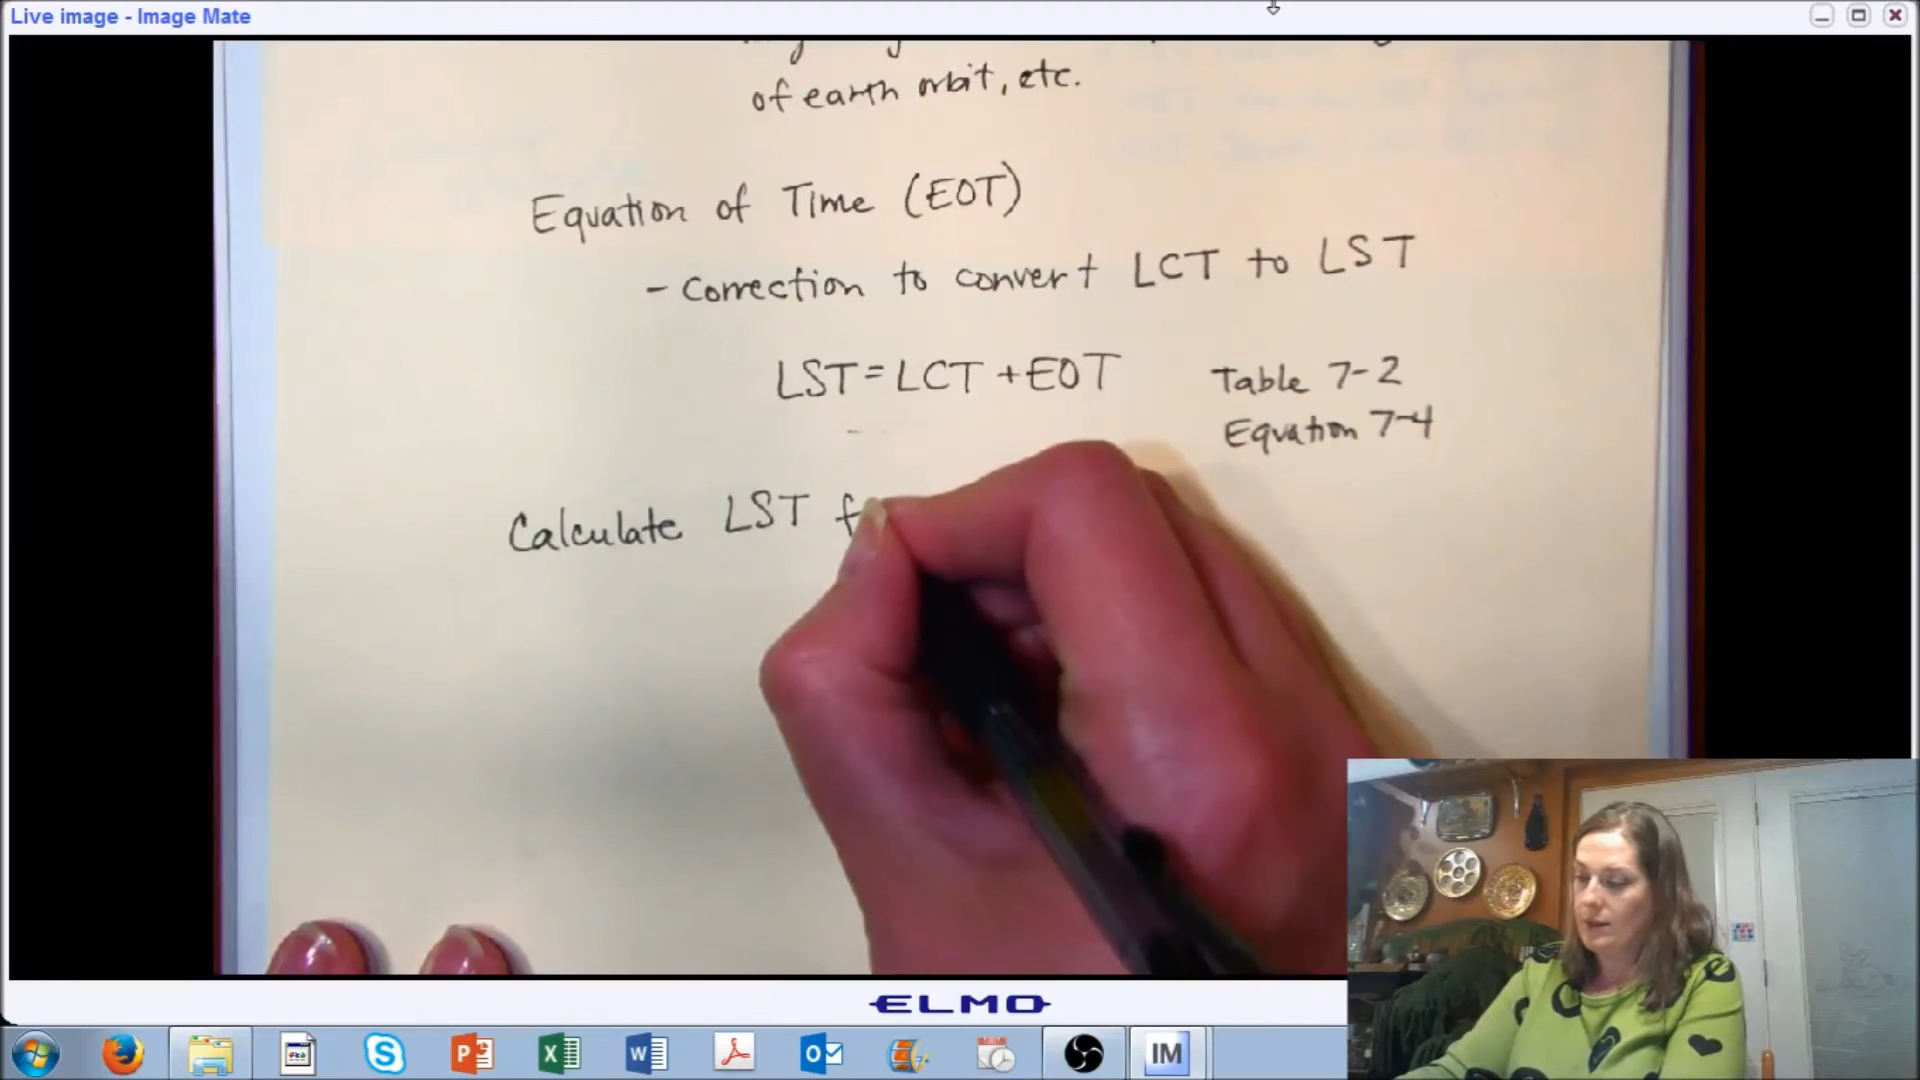 Live image - Image Mate
of earth orbit, etc.
Equation of Time (EOT)
- Correction to convert LCT to LST
LST = LCT + EOT
Table 7-2
Equation 7-4
Calculate LST f
ELMO
IM